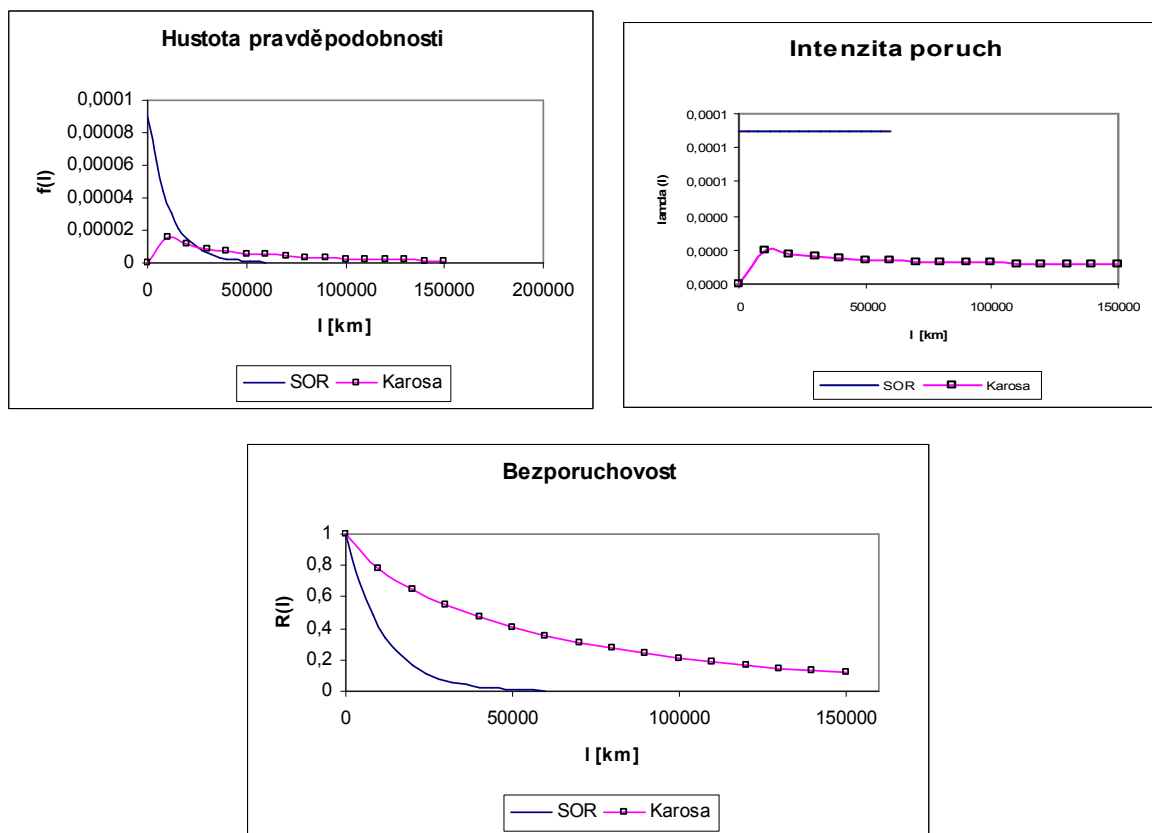 Hustota pravděpodobnosti
0,0001
0,00008
0,00006
0,00004
0,00002
0
f(l)
0 50000 100000 150000 200000
l [km]
SOR Karosa
Intenzita poruch
0,0001
0,0001
0,0001
0,0000
0,0000
0,0000
lamda (l)
0 50000 100000 150000
l [km]
SOR Karosa
Bezporuchovost
1
0,8
0,6
0,4
0,2
0
R(l)
0 50000 100000 150000
l [km]
SOR Karosa